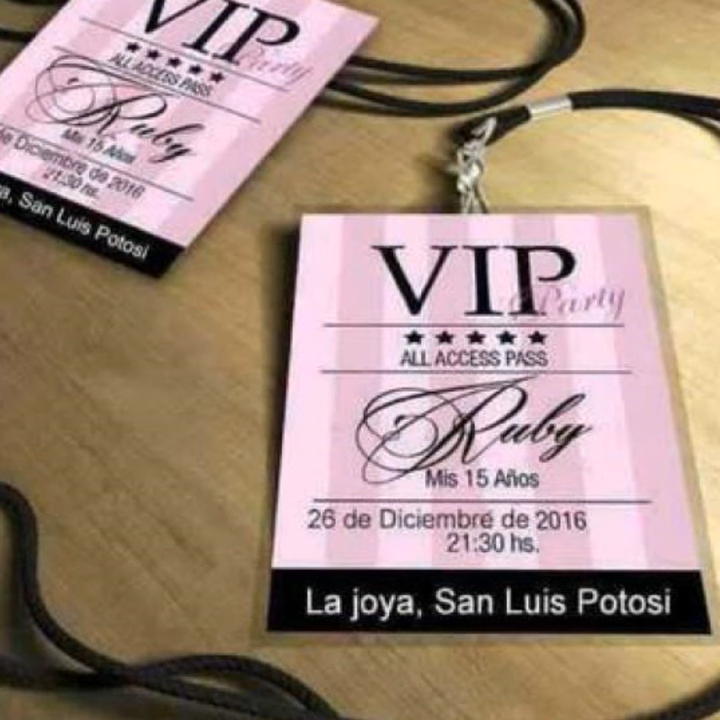 VIP
Party
ALL ACCESS PASS
Ruby
Mis 15 Años
de Diciembre de 2016
21:30 hs.
San Luis Potosi
VIP
Party
ALL ACCESS PASS
Ruby
Mis 15 Años
26 de Diciembre de 2016
21:30 hs.
La joya, San Luis Potosi